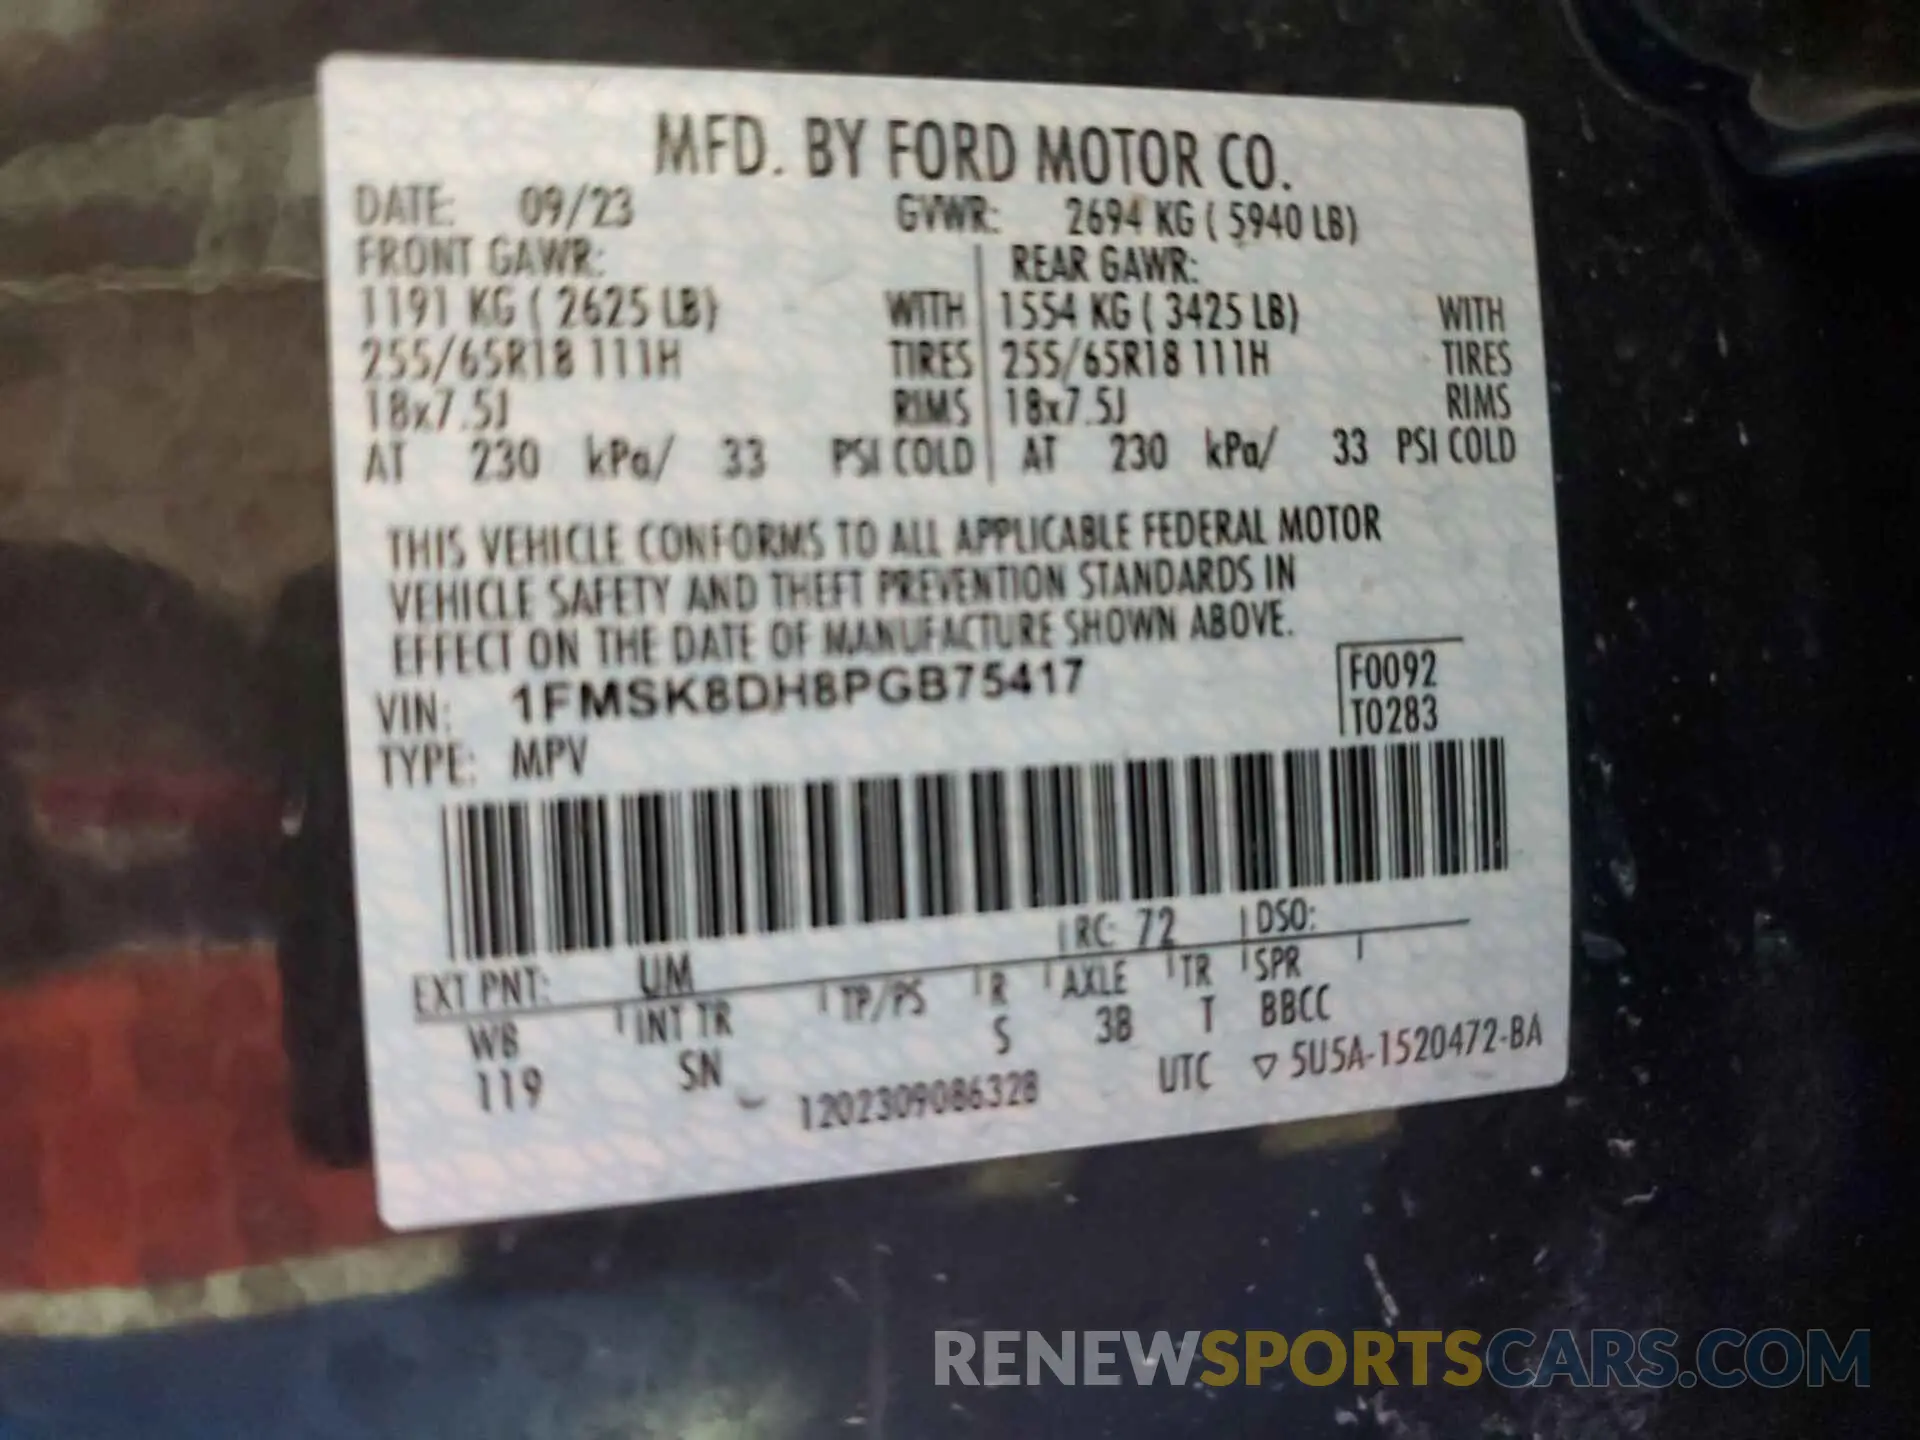 MFD. BY FORD MOTOR CO.
DATE: 09/23 GVWR: 2694 KG ( 5940 LB)
FRONT GAWR: REAR GAWR:
1191 KG ( 2625 LB) WITH 1554 KG ( 3425 LB) WITH
255/65R18 111H TIRES 255/65R18 111H TIRES
18x7.5J RIMS 18x7.5J RIMS
AT 230 kPa/ 33 PSI COLD AT 230 kPa/ 33 PSI COLD
THIS VEHICLE CONFORMS TO ALL APPLICABLE FEDERAL MOTOR
VEHICLE SAFETY AND THEFT PREVENTION STANDARDS IN
EFFECT ON THE DATE OF MANUFACTURE SHOWN ABOVE.
VIN: 1FMSK8DH8PGB75417 F0092
TYPE: MPV T0283
EXT PNT: UM RC: 72 DSO:
WB INT TR TP/PS R AXLE TR SPR
119 SN S 3B T BBCC
1202309086328 UTC ▽ 5U5A-1520472-BA
RENEWSPORTSCARS.COM